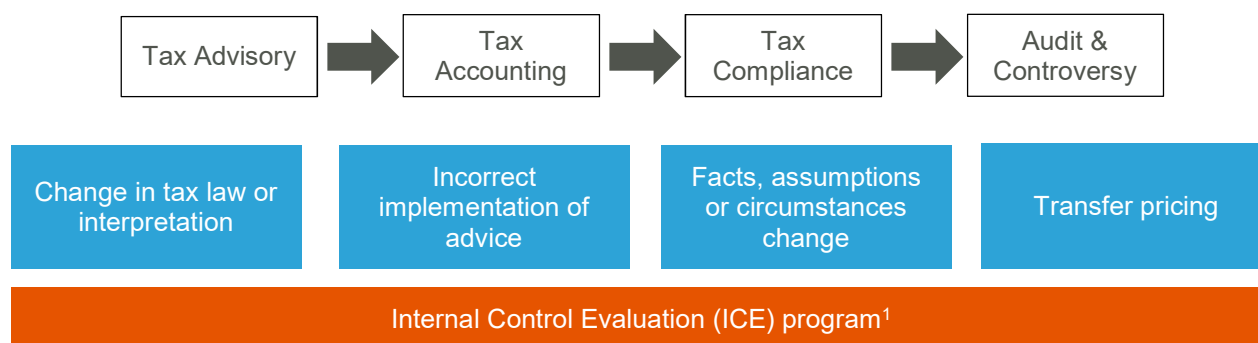 Tax Advisory
Tax
Accounting
Tax
Compliance
Audit &
Controversy
Change in tax law or
interpretation
Incorrect
implementation of
advice
Facts, assumptions
or circumstances
change
Transfer pricing
Internal Control Evaluation (ICE) program¹